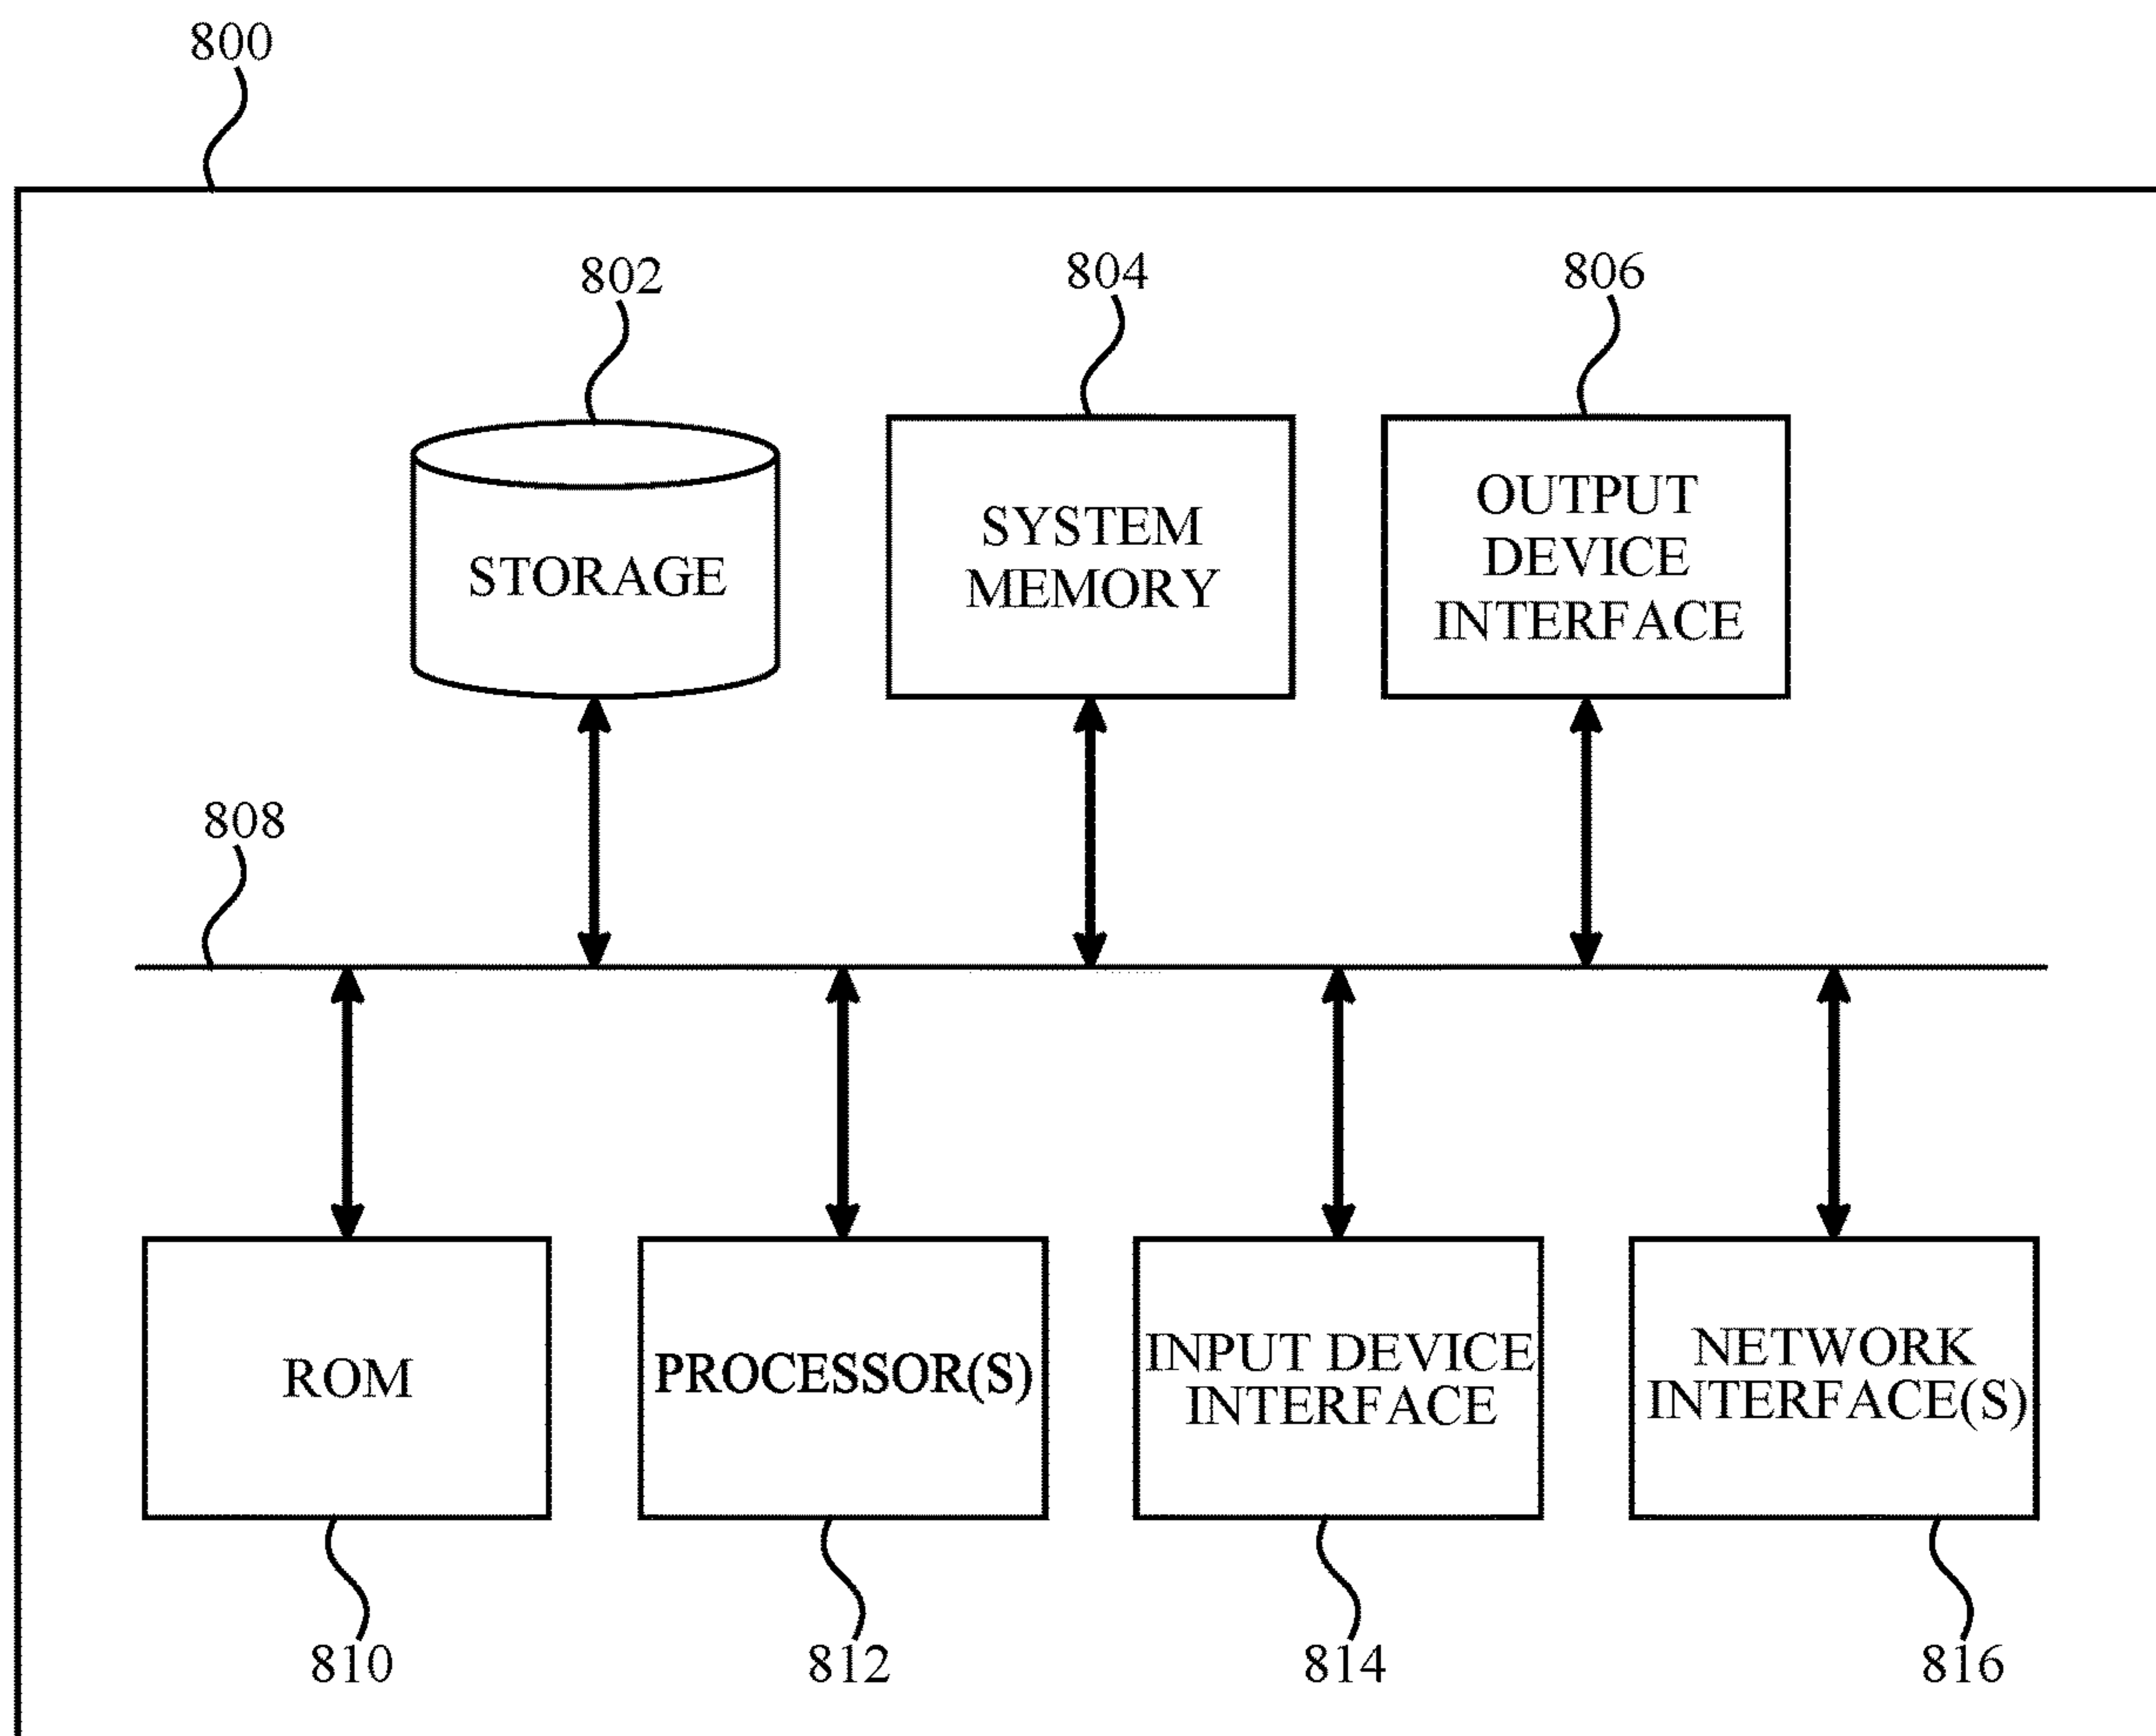 800
802
804
806
STORAGE
SYSTEM
MEMORY
OUTPUT
DEVICE
INTERFACE
808
ROM
PROCESSOR(S)
INPUT DEVICE
INTERFACE
NETWORK
INTERFACE(S)
810
812
814
816